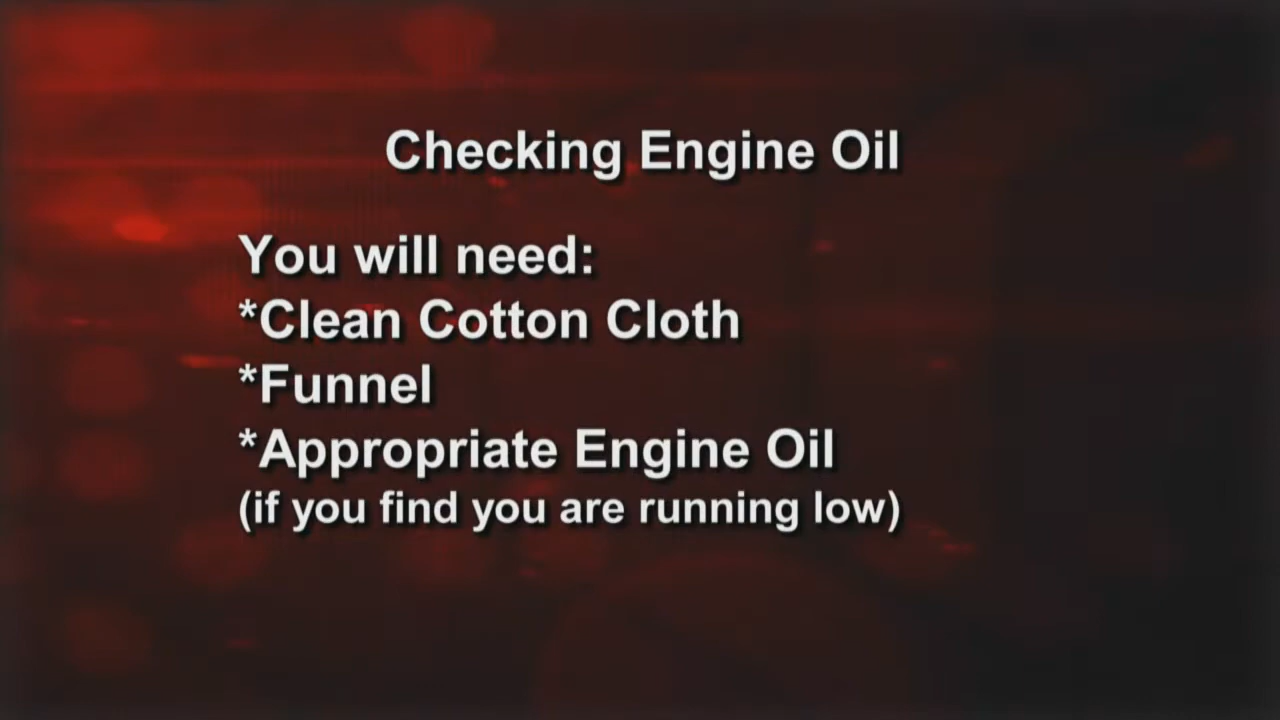 Checking Engine Oil
You will need:
*Clean Cotton Cloth
*Funnel
*Appropriate Engine Oil
(if you find you are running low)